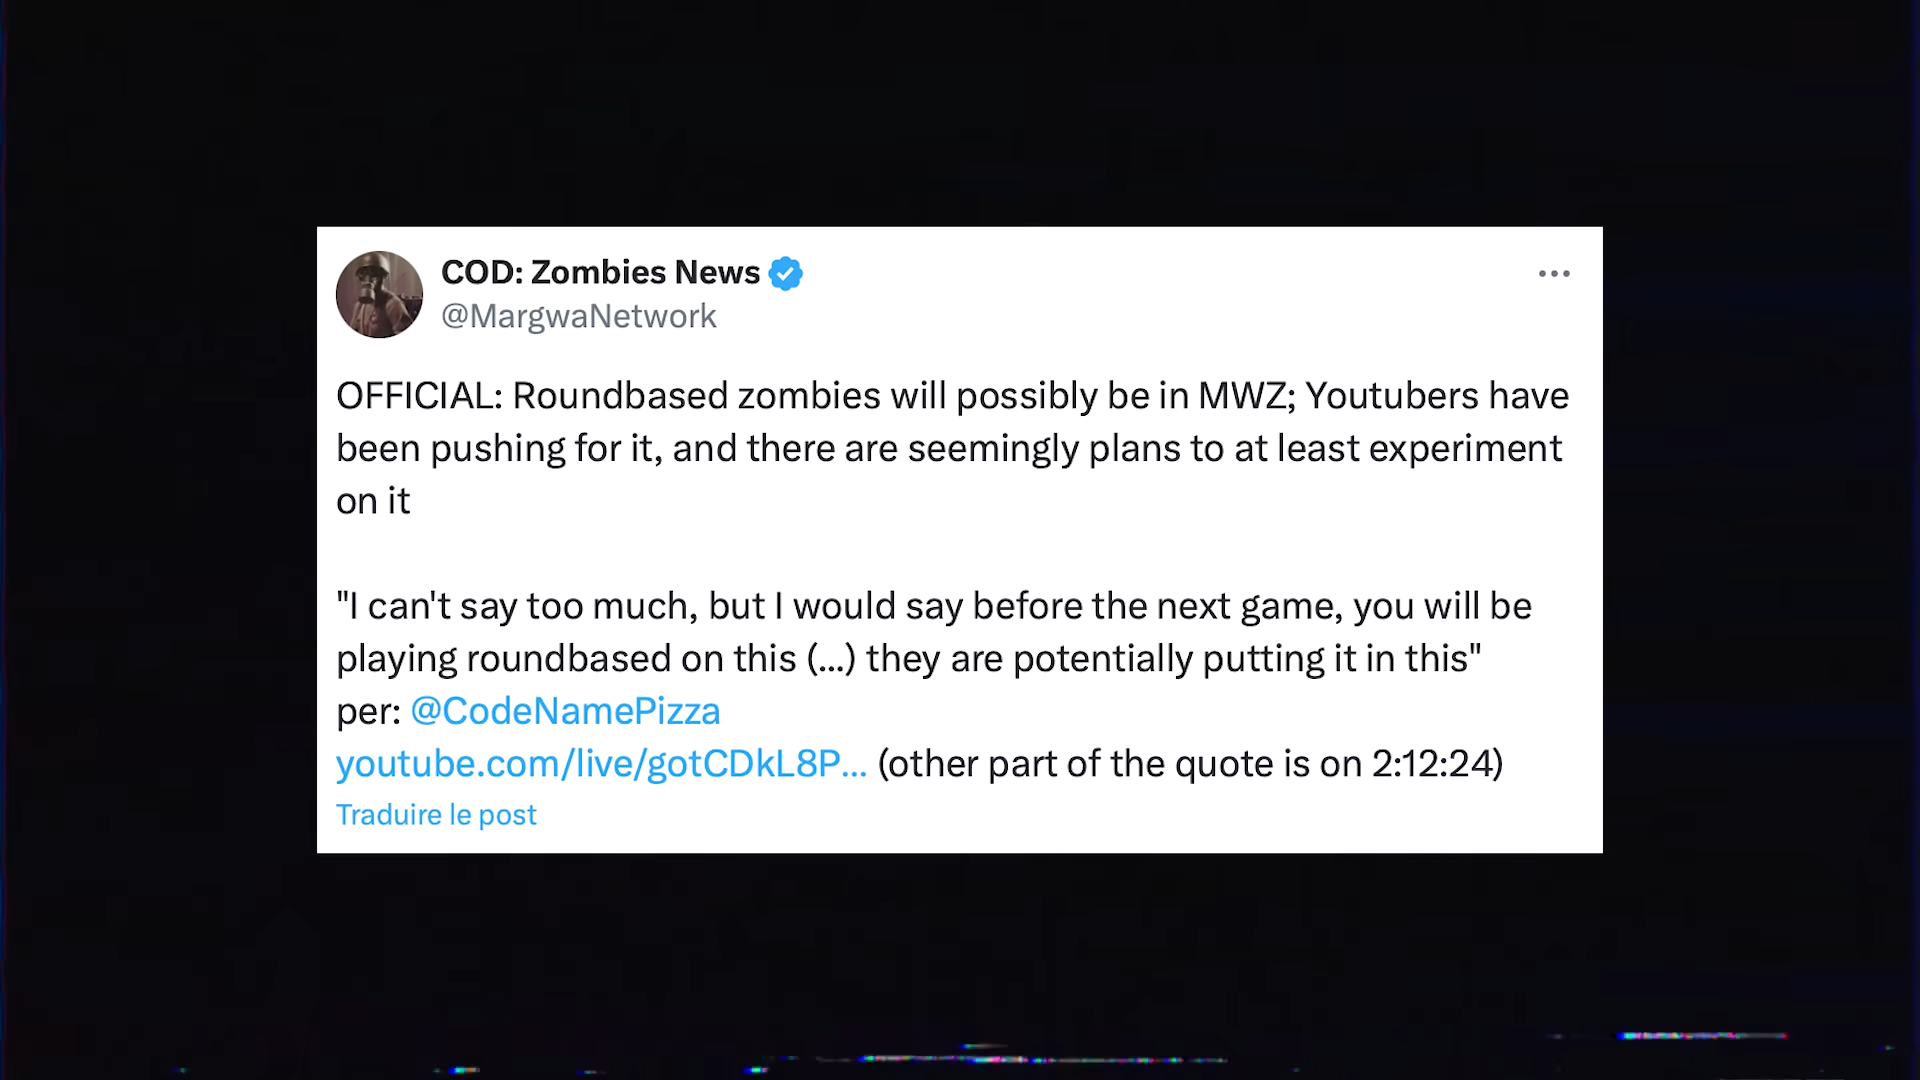 COD: Zombies News
@MargwaNetwork
OFFICIAL: Roundbased zombies will possibly be in MWZ; Youtubers have
been pushing for it, and there are seemingly plans to at least experiment
on it
"I can't say too much, but I would say before the next game, you will be
playing roundbased on this (...) they are potentially putting it in this"
per: @CodeNamePizza
youtube.com/live/gotCDkL8P... (other part of the quote is on 2:12:24)
Traduire le post